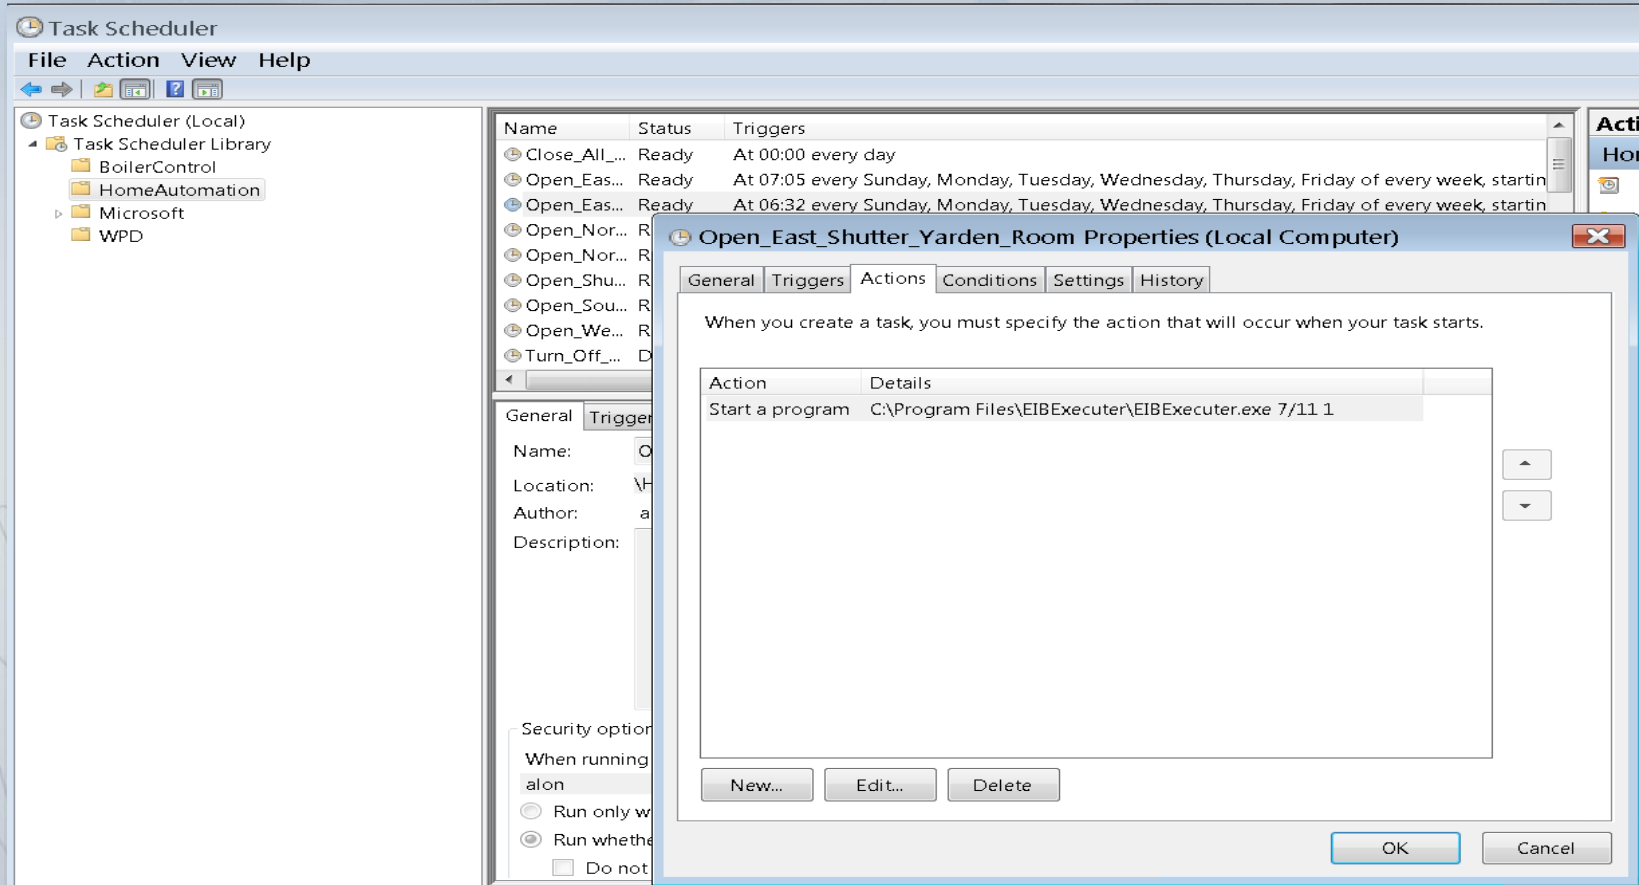 Task Scheduler
File Action View Help
Task Scheduler (Local)
Task Scheduler Library
BoilerControl
HomeAutomation
Microsoft
WPD
Name Status Triggers
Close_All_... Ready At 00:00 every day
Open_Eas... Ready At 07:05 every Sunday, Monday, Tuesday, Wednesday, Thursday, Friday of every week, startin
Open_Eas... Ready At 06:32 every Sunday, Monday, Tuesday, Wednesday, Thursday, Friday of every week, startin
Open_Nor... R
Open_Nor... R
Open_Shu... R
Open_Sou... R
Open_We... R
Turn_Off_... D
General Trigger
Name: O
Location: \H
Author: a
Description:
Security option
When running
alon
Run only w
Run whethe
Do not
Acti
Hor
Open_East_Shutter_Yarden_Room Properties (Local Computer)
General Triggers Actions Conditions Settings History
When you create a task, you must specify the action that will occur when your task starts.
Action Details
Start a program C:\Program Files\EIBExecuter\EIBExecuter.exe 7/11 1
New... Edit... Delete
OK Cancel